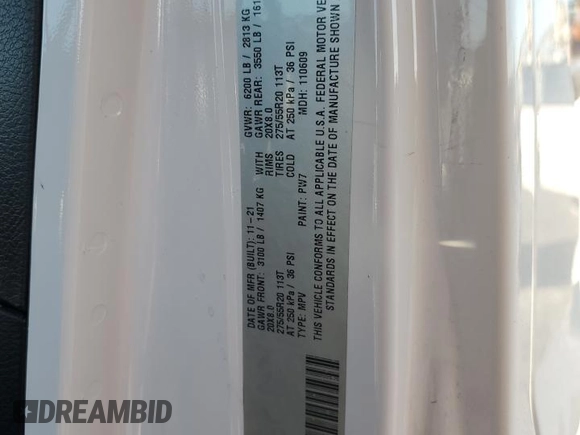 DATE OF MFR (BUILT): 11-21 GVWR: 6200 LB / 2813 KG
GAWR FRONT: 3100 LB / 1407 KG WITH GAWR REAR: 3550 LB / 161
20X8.0 RIMS 20X8.0
275/55R20 113T TIRES 275/55R20 113T
AT 250 kPa / 36 PSI COLD AT 250 kPa / 36 PSI
TYPE: MPV PAINT: PW7 MDH: 110609
THIS VEHICLE CONFORMS TO ALL APPLICABLE U.S.A. FEDERAL MOTOR VE
STANDARDS IN EFFECT ON THE DATE OF MANUFACTURE SHOWN
DREAMBID